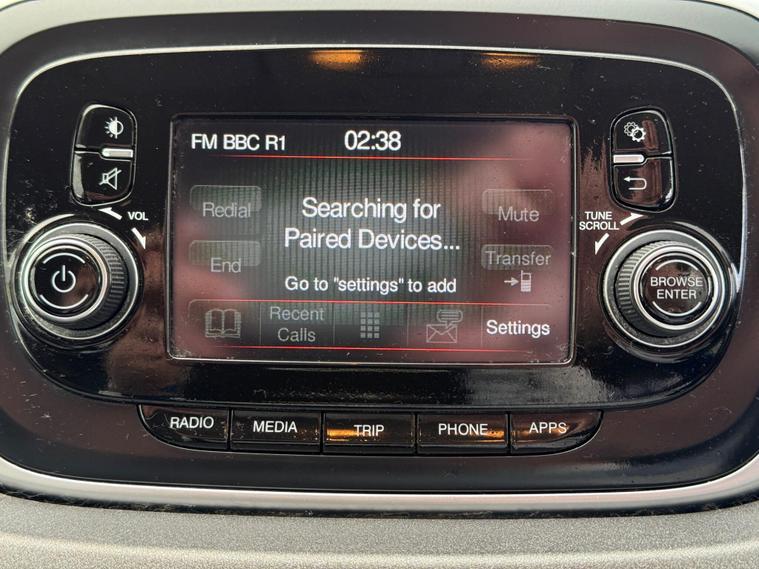 FM BBC R1
02:38
VOL
TUNE
SCROLL
Redial
Searching for
Paired Devices...
Mute
End
Transfer
Go to "settings" to add
Recent
Calls
Settings
BROWSE
ENTER
RADIO
MEDIA
TRIP
PHONE
APPS